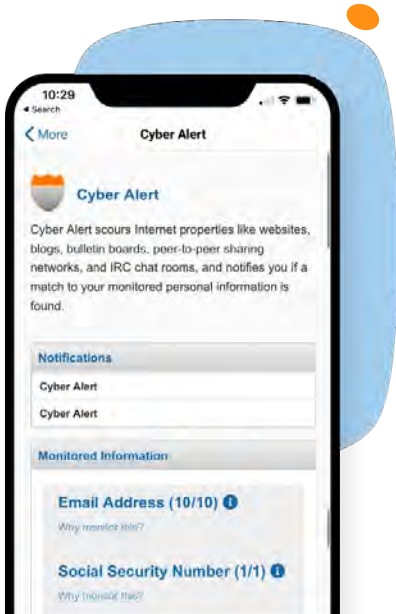 10:29
Search
More
Cyber Alert
Cyber Alert
Cyber Alert scours Internet properties like websites,
blogs, bulletin boards, peer-to-peer sharing
networks, and IRC chat rooms, and notifies you if a
match to your monitored personal information is
found.
Notifications
Cyber Alert
Cyber Alert
Monitored Information
Email Address (10/10)
Why monitor this?
Social Security Number (1/1)
Why monitor this?